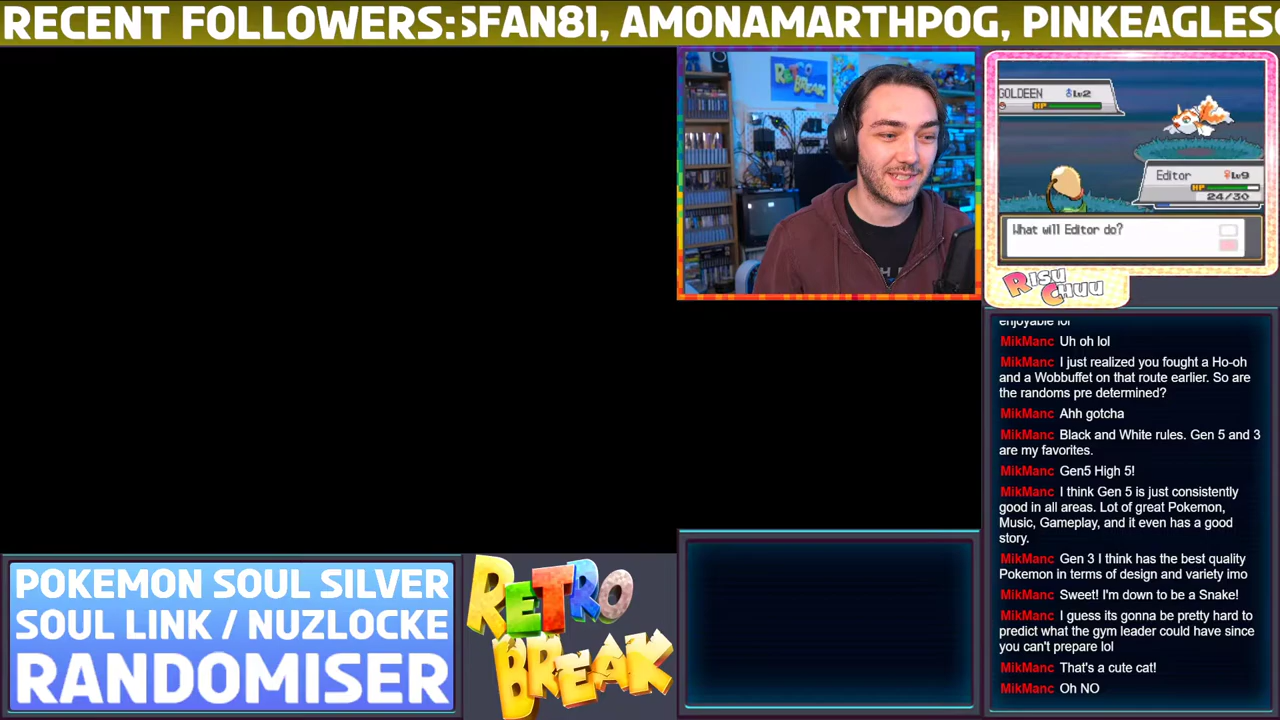 RECENT FOLLOWERS: 5FAN81, AMONAMARTHPOG, PINKEAGLES
RETRO
BREAK
GOLDEEN ♂Lv2
HP
Editor ♀Lv9
HP
24/30
What will Editor do?
RISU
CHUU
enjoyable lol
MikManc Uh oh lol
MikManc I just realized you fought a Ho-oh
and a Wobbuffet on that route earlier. So are
the randoms pre determined?
MikManc Ahh gotcha
MikManc Black and White rules. Gen 5 and 3
are my favorites.
MikManc Gen5 High 5!
MikManc I think Gen 5 is just consistently
good in all areas. Lot of great Pokemon,
Music, Gameplay, and it even has a good
story.
MikManc Gen 3 I think has the best quality
Pokemon in terms of design and variety imo
MikManc Sweet! I'm down to be a Snake!
MikManc I guess its gonna be pretty hard to
predict what the gym leader could have since
you can't prepare lol
MikManc That's a cute cat!
MikManc Oh NO
POKEMON SOUL SILVER
SOUL LINK / NUZLOCKE
RANDOMISER
RETRO
BREAK